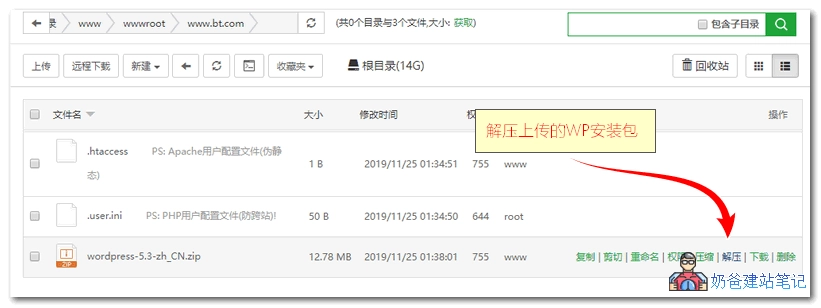 录 www wwwroot www.bt.com (共0个目录与3个文件,大小: 获取) 包含子目录
上传 远程下载 新建 收藏夹 根目录(14G) 回收站
文件名 大小 修改时间 权 操作
解压上传的WP安装包
.htaccess PS: Apache用户配置文件(伪静态) 1 B 2019/11/25 01:34:51 755 www
.user.ini PS: PHP用户配置文件(防跨站)! 50 B 2019/11/25 01:34:50 644 root
ZIP wordpress-5.3-zh_CN.zip 12.78 MB 2019/11/25 01:38:01 755 www 复制 | 剪切 | 重命名 | 权限 | 压缩 | 解压 | 下载 | 删除
奶爸建站笔记